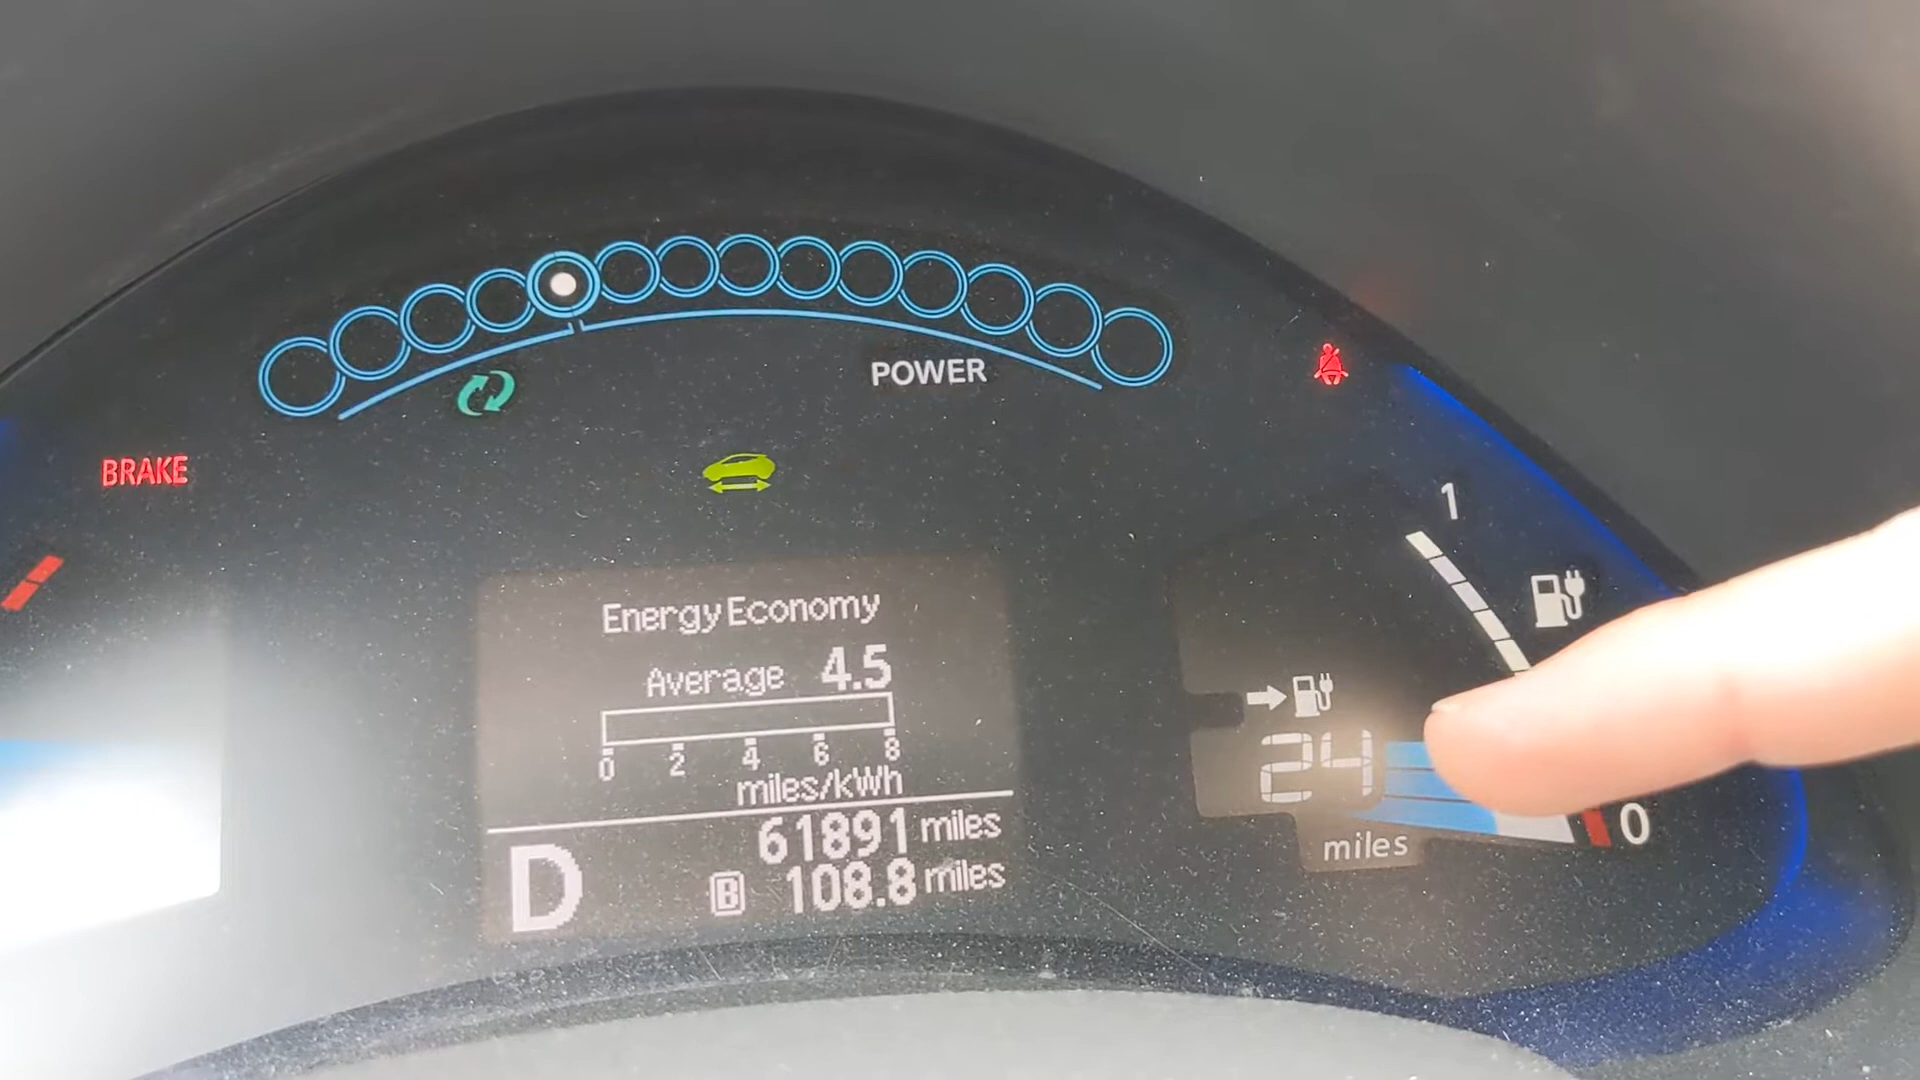 POWER
BRAKE
1
Energy Economy
Average 4.5
0 2 4 6 8
miles/kWh
24
61891 miles
miles
0
D B 108.8 miles